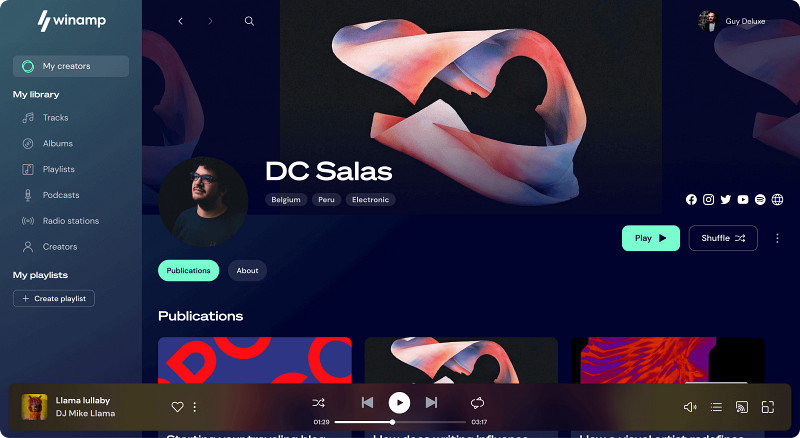 winamp
Guy Deluxe
My creators
My library
Tracks
Albums
Playlists
Podcasts
Radio stations
Creators
My playlists
+ Create playlist
DC Salas
Belgium
Peru
Electronic
Play
Shuffle
Publications
About
Publications
Starting your traveling blog
How does writing influence
How a visual artist redefines
Llama lullaby
DJ Mike Llama
01:29
03:17